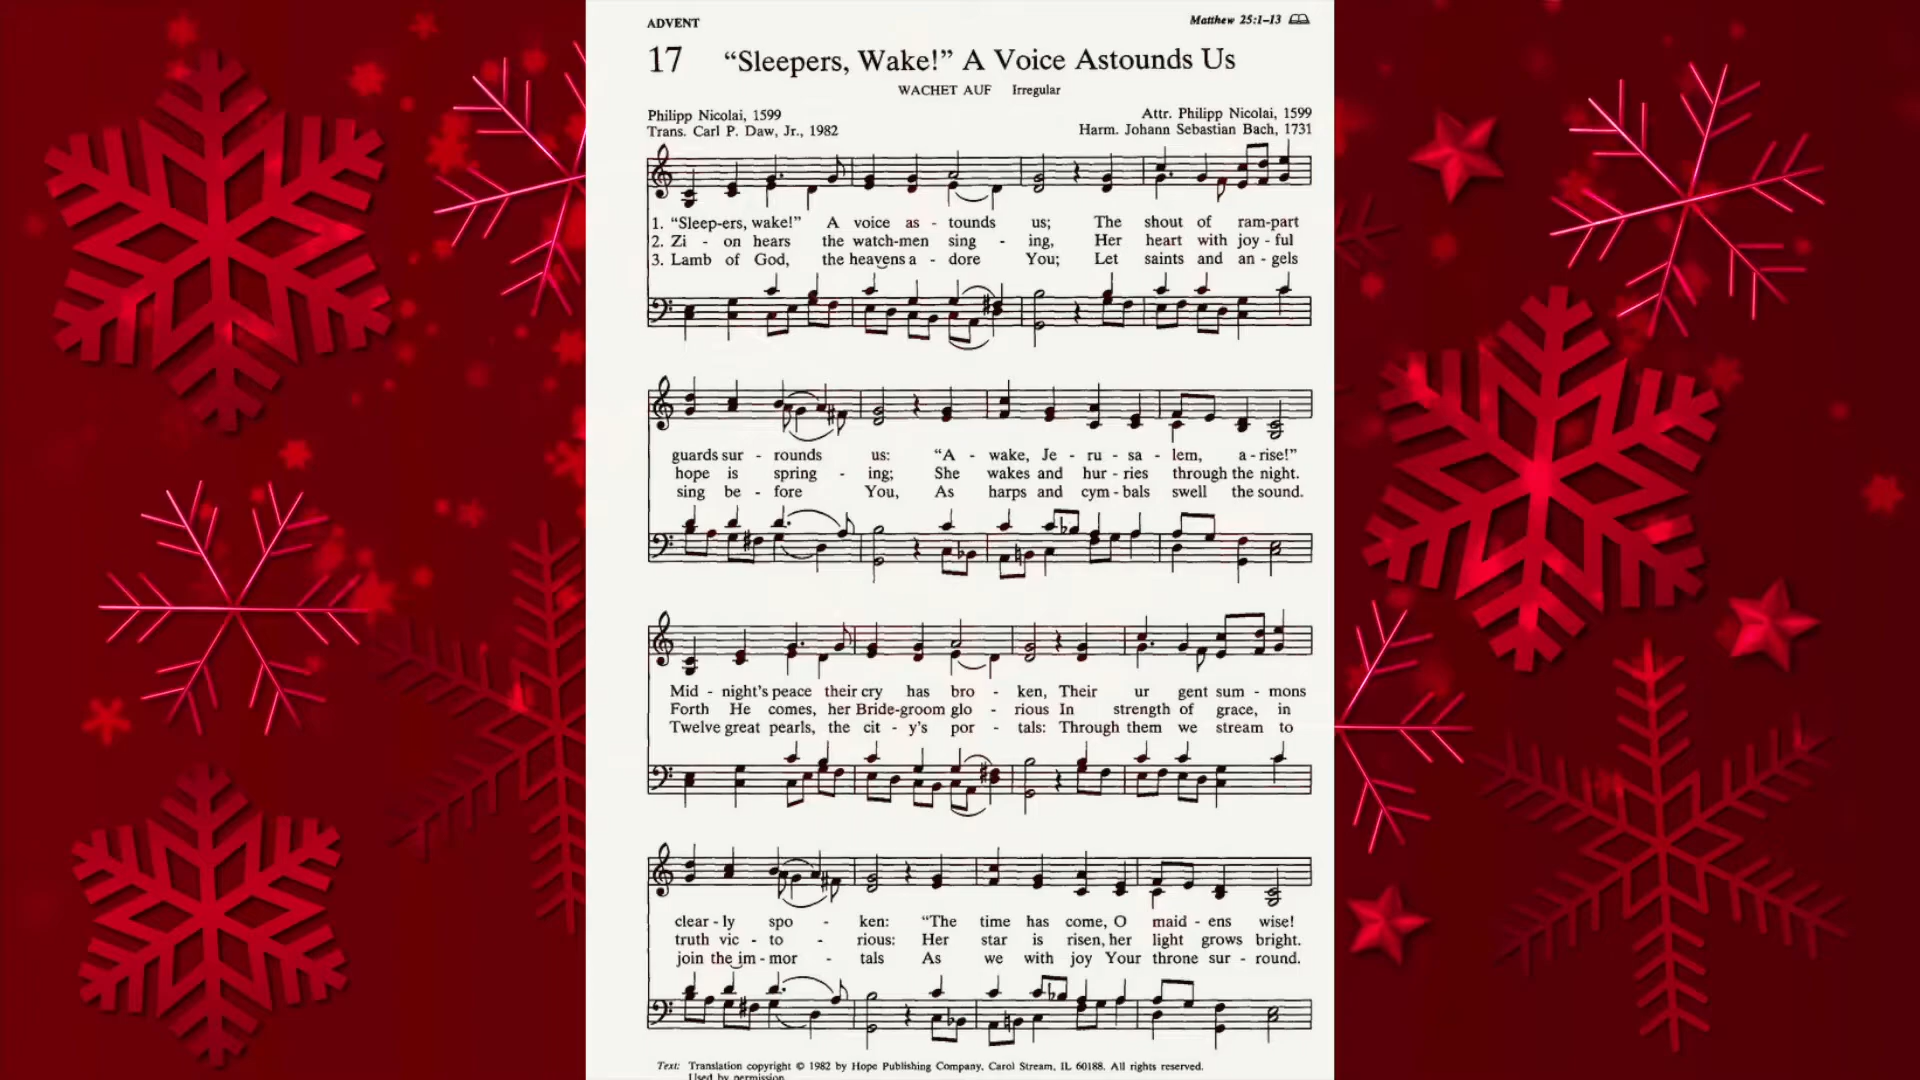 ADVENT
Matthew 25:1–13
17 “Sleepers, Wake!” A Voice Astounds Us
WACHET AUF Irregular
Philipp Nicolai, 1599
Trans. Carl P. Daw, Jr., 1982
Attr. Philipp Nicolai, 1599
Harm. Johann Sebastian Bach, 1731
1. “Sleep-ers, wake!” A voice as - tounds us; The shout of ram-part
2. Zi - on hears the watch-men sing - ing, Her heart with joy - ful
3. Lamb of God, the heavens a - dore You; Let saints and an - gels
guards sur - rounds us: “A - wake, Je - ru - sa - lem, a - rise!”
hope is spring - ing; She wakes and hur - ries through the night.
sing be - fore You, As harps and cym - bals swell the sound.
Mid - night's peace their cry has bro - ken, Their ur gent sum - mons
Forth He comes, her Bride-groom glo - rious In strength of grace, in
Twelve great pearls, the cit - y's por - tals: Through them we stream to
clear - ly spo - ken: “The time has come, O maid - ens wise!
truth vic - to - rious: Her star is risen, her light grows bright.
join the im - mor - tals As we with joy Your throne sur - round.
Text: Translation copyright © 1982 by Hope Publishing Company, Carol Stream, IL 60188. All rights reserved.
Used by permission